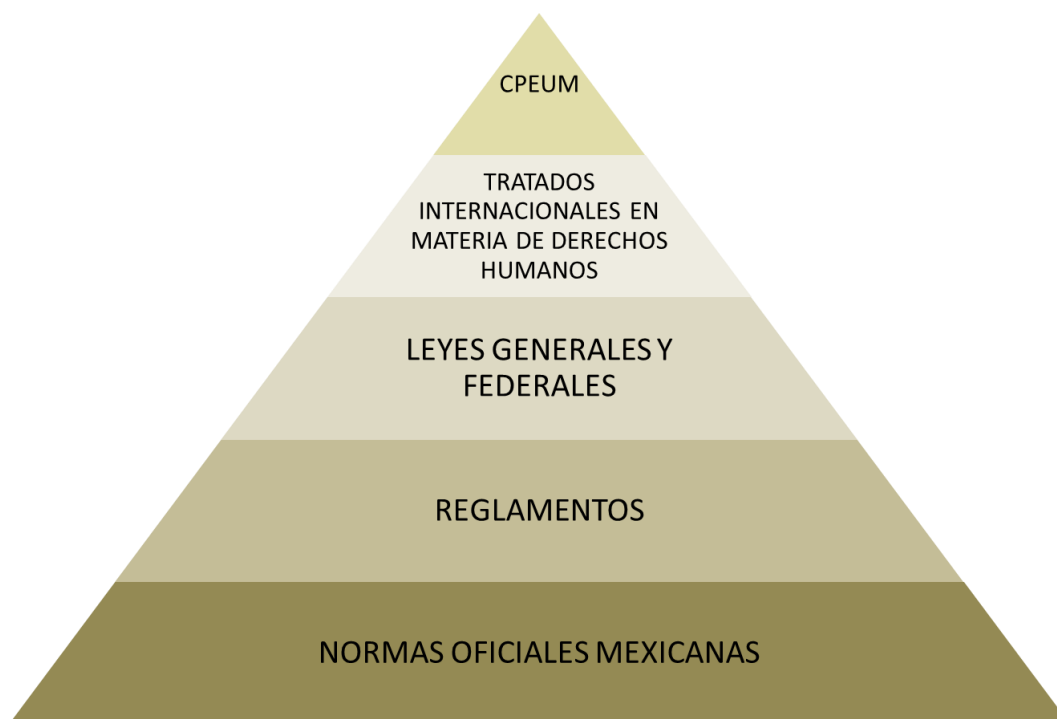 CPEUM
TRATADOS
INTERNACIONALES EN
MATERIA DE DERECHOS
HUMANOS
LEYES GENERALES Y
FEDERALES
REGLAMENTOS
NORMAS OFICIALES MEXICANAS